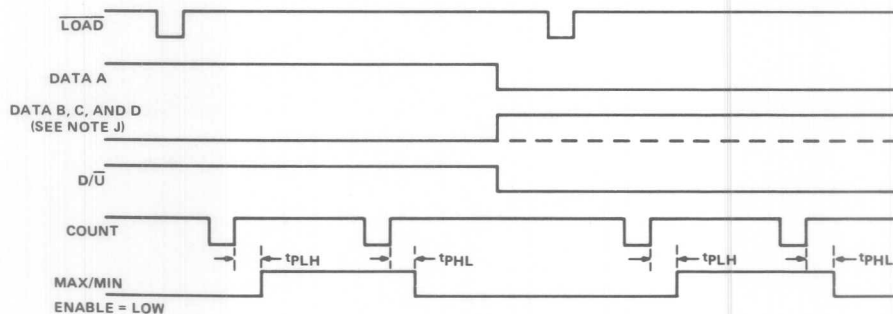 LOAD
DATA A
DATA B, C, AND D
(SEE NOTE J)
D/U̅
COUNT
tPLH
tPHL
tPLH
tPHL
MAX/MIN
ENABLE = LOW